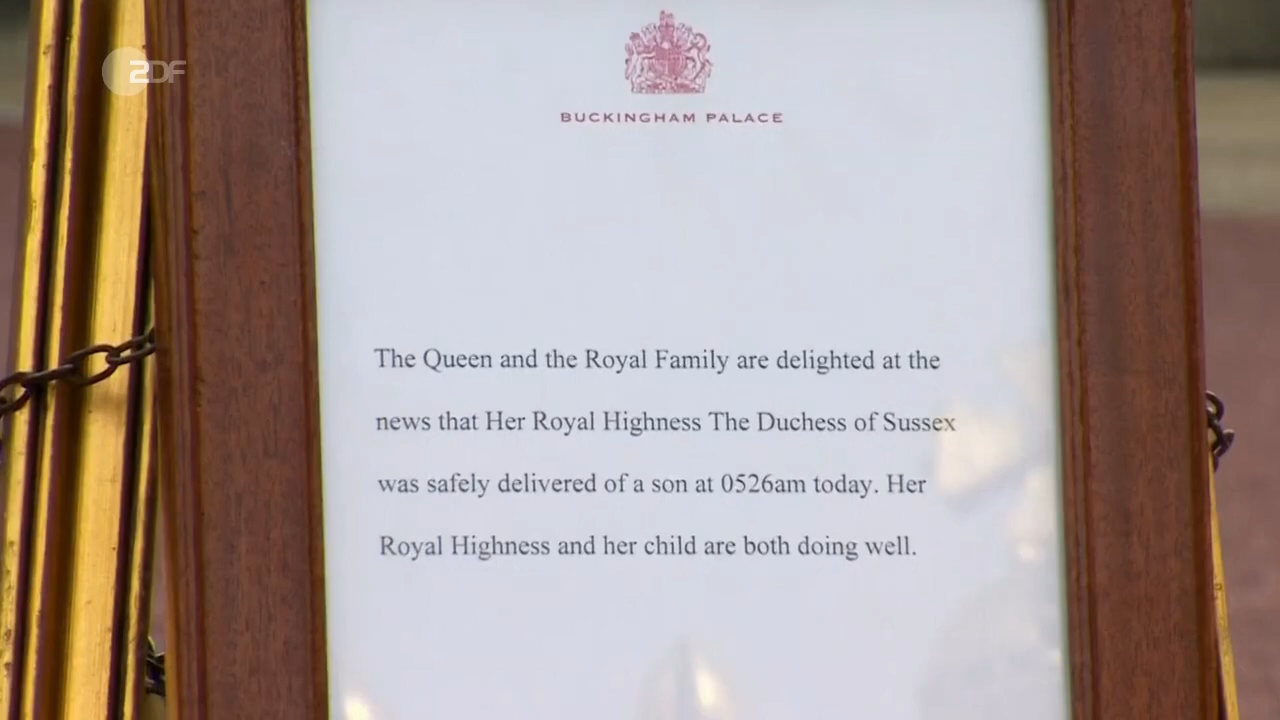 ZDF
BUCKINGHAM PALACE
The Queen and the Royal Family are delighted at the
news that Her Royal Highness The Duchess of Sussex
was safely delivered of a son at 0526am today. Her
Royal Highness and her child are both doing well.